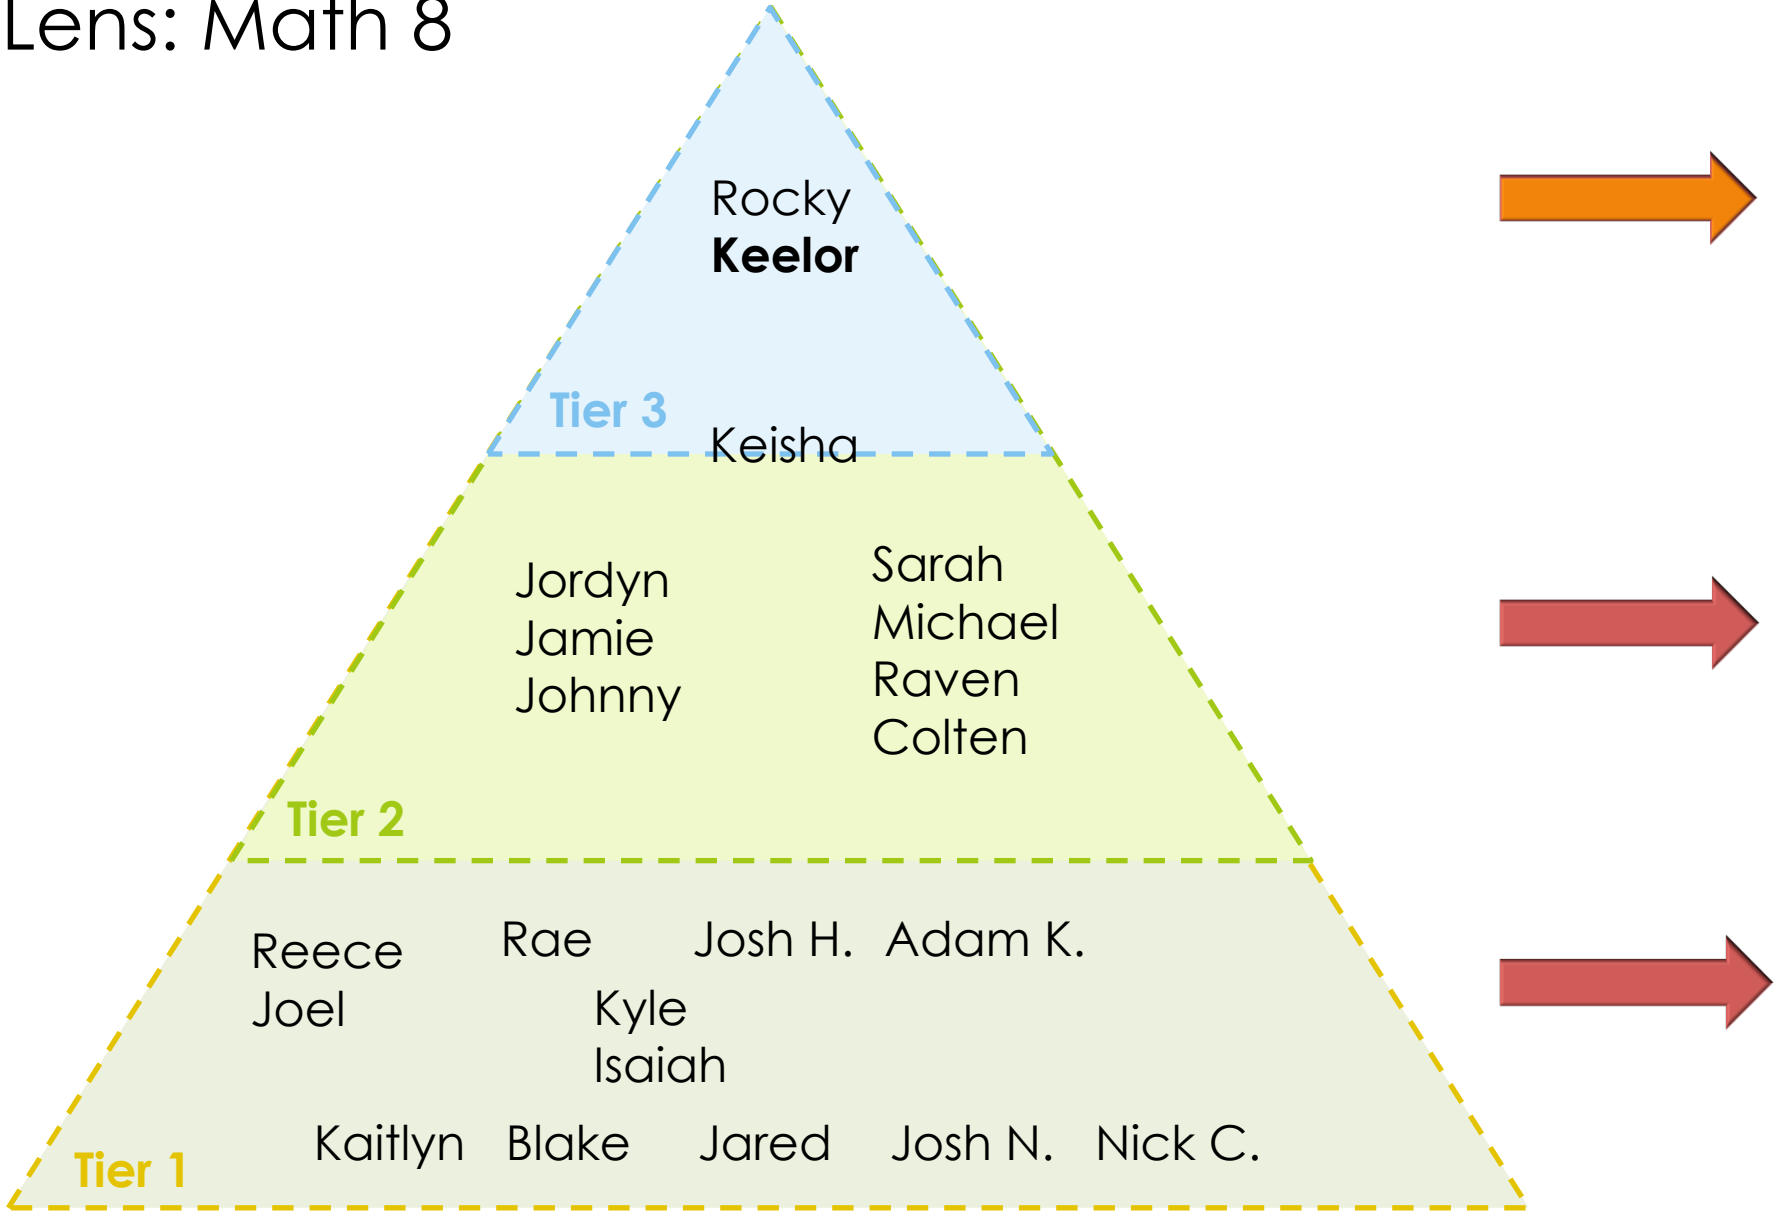 Lens: Math 8
Rocky
Keelor
Tier 3
Keisha
Jordyn
Jamie
Johnny
Sarah
Michael
Raven
Colten
Tier 2
Reece
Joel
Rae
Josh H.
Adam K.
Kyle
Isaiah
Kaitlyn
Blake
Jared
Josh N.
Nick C.
Tier 1